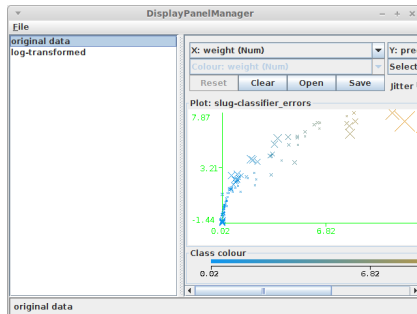 DisplayPanelManager
File
original data
log-transformed
X: weight (Num)
Y: pre
Colour: weight (Num)
Select
Reset
Clear
Open
Save
Jitter
Plot: slug-classifier_errors
7.87
3.21
-1.44
0.02
6.82
Class colour
0.02
6.82
original data